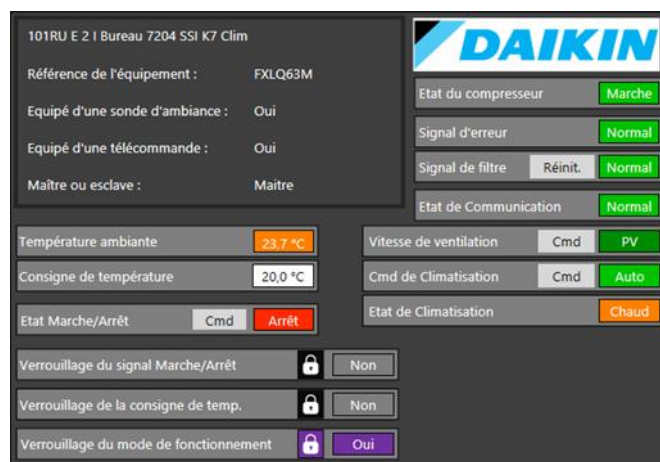 101RU E 2 I Bureau 7204 SSI K7 Clim
Référence de l'équipement : FXLQ63M
Equipé d'une sonde d'ambiance : Oui
Equipé d'une télécommande : Oui
Maître ou esclave : Maitre
DAIKIN
Etat du compresseur Marche
Signal d'erreur Normal
Signal de filtre Réinit. Normal
Etat de Communication Normal
Température ambiante 23,7 °C
Consigne de température 20,0 °C
Etat Marche/Arrêt Cmd Arrêt
Vitesse de ventilation Cmd PV
Cmd de Climatisation Cmd Auto
Etat de Climatisation Chaud
Verrouillage du signal Marche/Arrêt Non
Verrouillage de la consigne de temp. Non
Verrouillage du mode de fonctionnement Oui